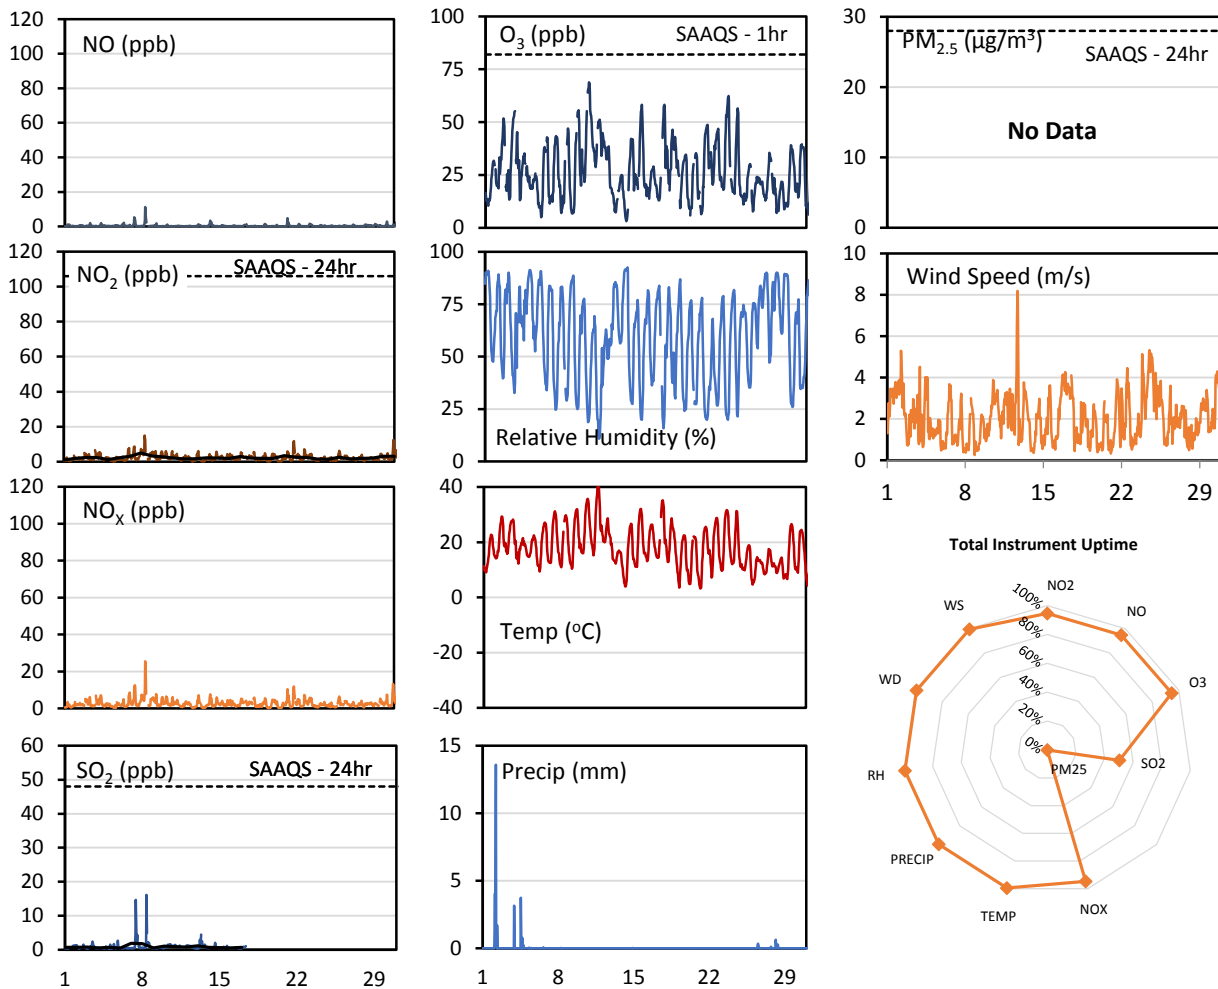 120
100
80
60
40
20
0
NO (ppb)
120
100
80
60
40
20
0
NO₂ (ppb)
SAAQS - 24hr
120
100
80
60
40
20
0
NOₓ (ppb)
60
50
40
30
20
10
0
SO₂ (ppb)
SAAQS - 24hr
1 8 15 22 29
100
75
50
25
0
O₃ (ppb)
SAAQS - 1hr
100
75
50
25
0
Relative Humidity (%)
40
20
0
-20
-40
Temp (°C)
15
10
5
0
Precip (mm)
1 8 15 22 29
30
20
10
0
PM₂.₅ (µg/m³)
SAAQS - 24hr
No Data
10
8
6
4
2
0
Wind Speed (m/s)
1 8 15 22 29
Total Instrument Uptime
100%
80%
60%
40%
20%
0%
NO2
NO
O3
SO2
PM25
NOX
TEMP
PRECIP
RH
WD
WS